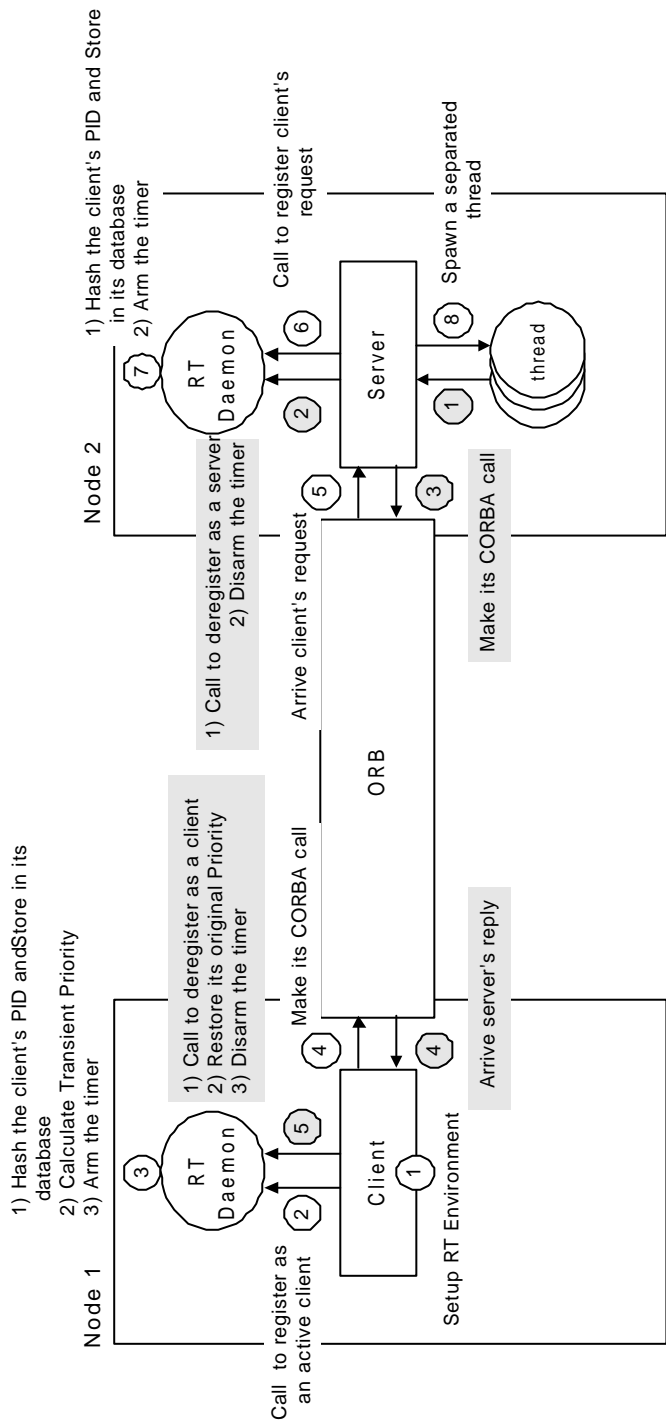 1) Hash the client's PID andStore in its
database
2) Calculate Transient Priority
3) Arm the timer
Node 1
3
RT
Daemon
Call to register as
an active client
2
5
1) Call to deregister as a client
2) Restore its original Priority
3) Disarm the timer
Client
1
Setup RT Environment
Make its CORBA call
4
4
Arrive server's reply
ORB
1) Hash the client's PID and Store
in its database
2) Arm the timer
Node 2
7
RT
Daemon
1) Call to deregister as a server
2) Disarm the timer
2
6
Call to register client's
request
Arrive client's request
5
3
Make its CORBA call
Server
1
8
Spawn a separated
thread
thread